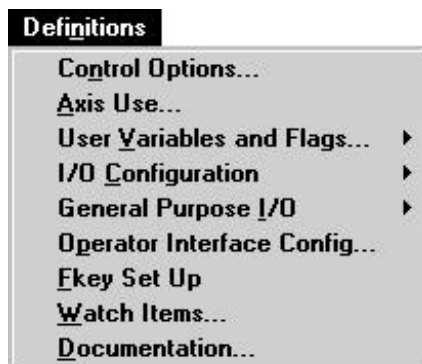 Definitions
Control Options...
Axis Use...
User Variables and Flags...
I/O Configuration
General Purpose I/O
Operator Interface Config...
Fkey Set Up
Watch Items...
Documentation...